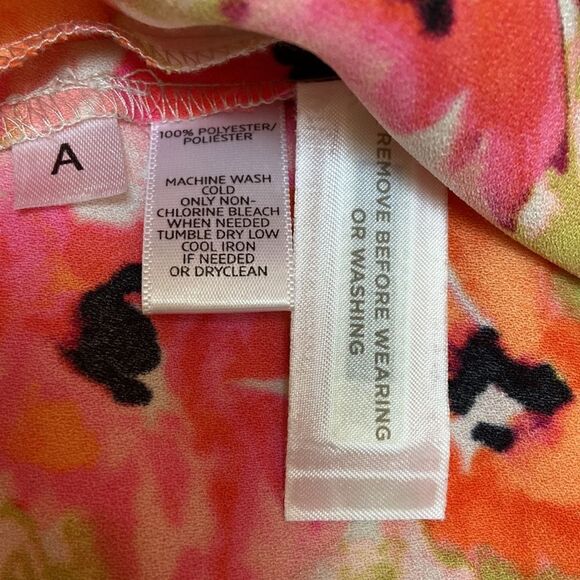 A
100% POLYESTER/
POLIESTER
MACHINE WASH
COLD
ONLY NON-
CHLORINE BLEACH
WHEN NEEDED
TUMBLE DRY LOW
COOL IRON
IF NEEDED
OR DRYCLEAN
REMOVE BEFORE WEARING
OR WASHING